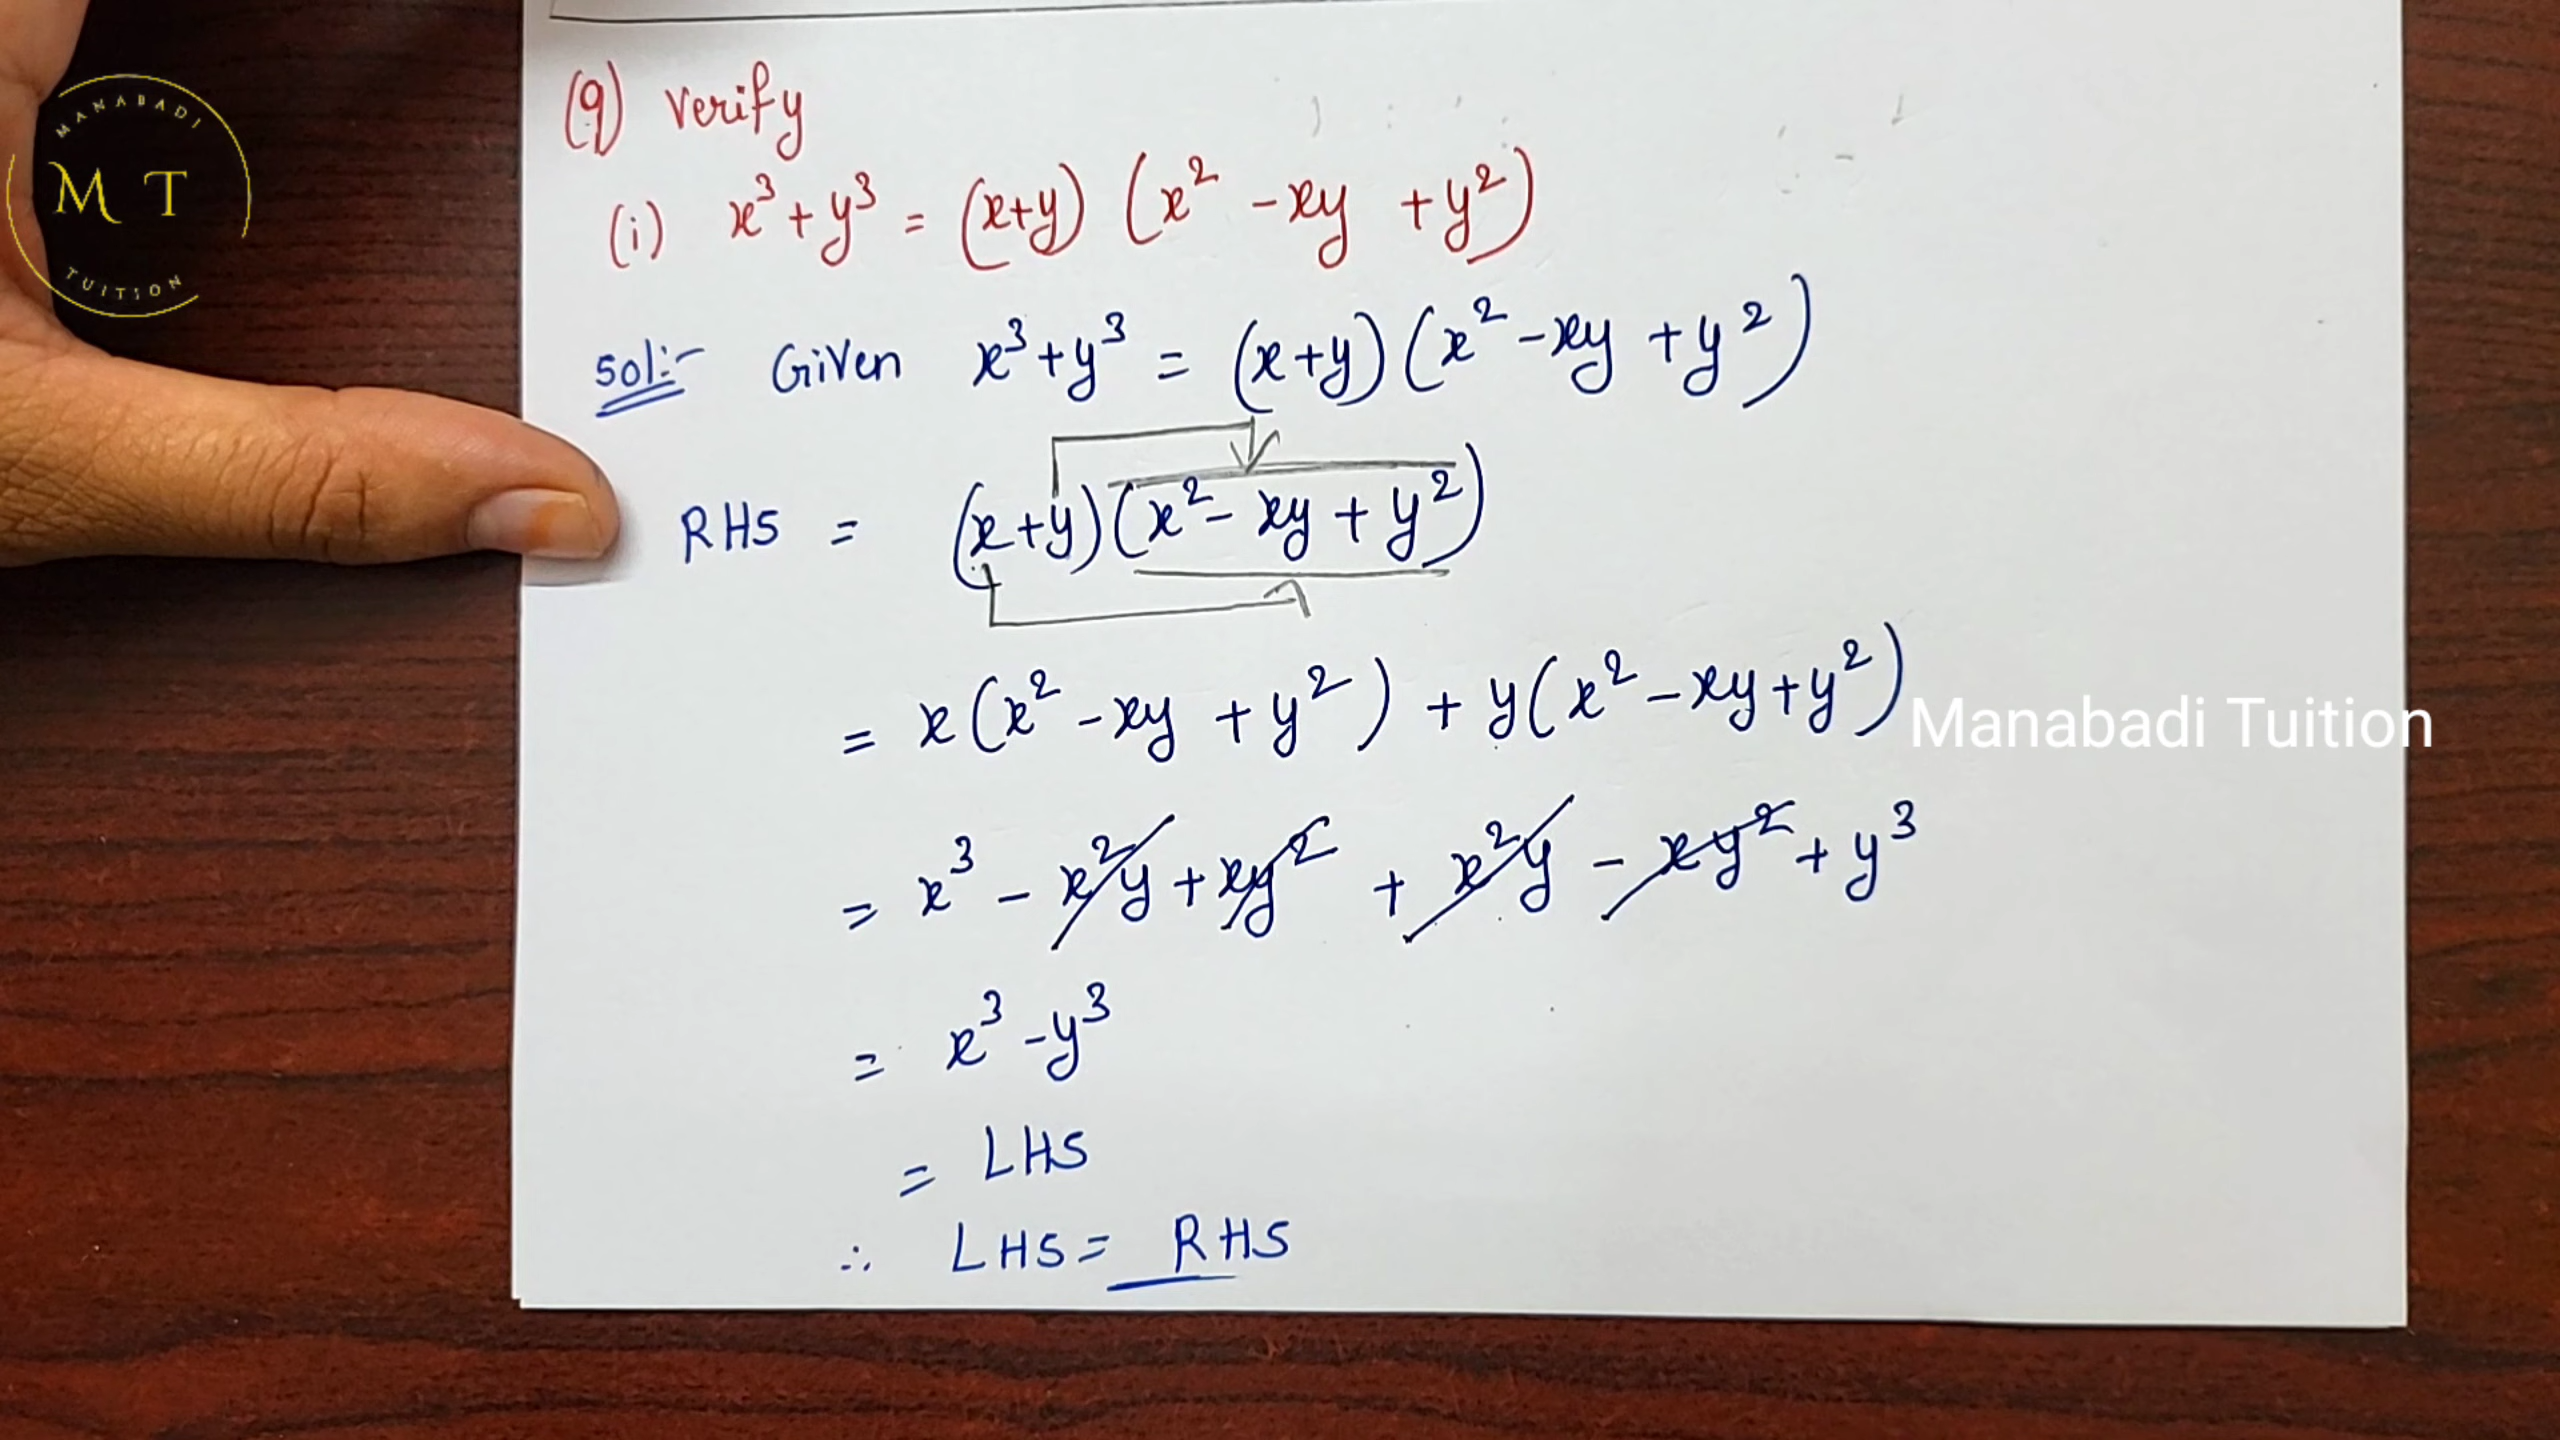 MANABADI
MT
TUITION
(9) Verify
(i) x³ + y³ = (x+y) (x² - xy + y²)
Sol:- Given x³ + y³ = (x+y) (x² - xy + y²)
RHS = (x+y) (x² - xy + y²)
= x(x² - xy + y²) + y(x² - xy + y²)
Manabadi Tuition
= x³ - x²y + xy² + x²y - xy² + y³
= x³ - y³
= LHS
∴ LHS = RHS